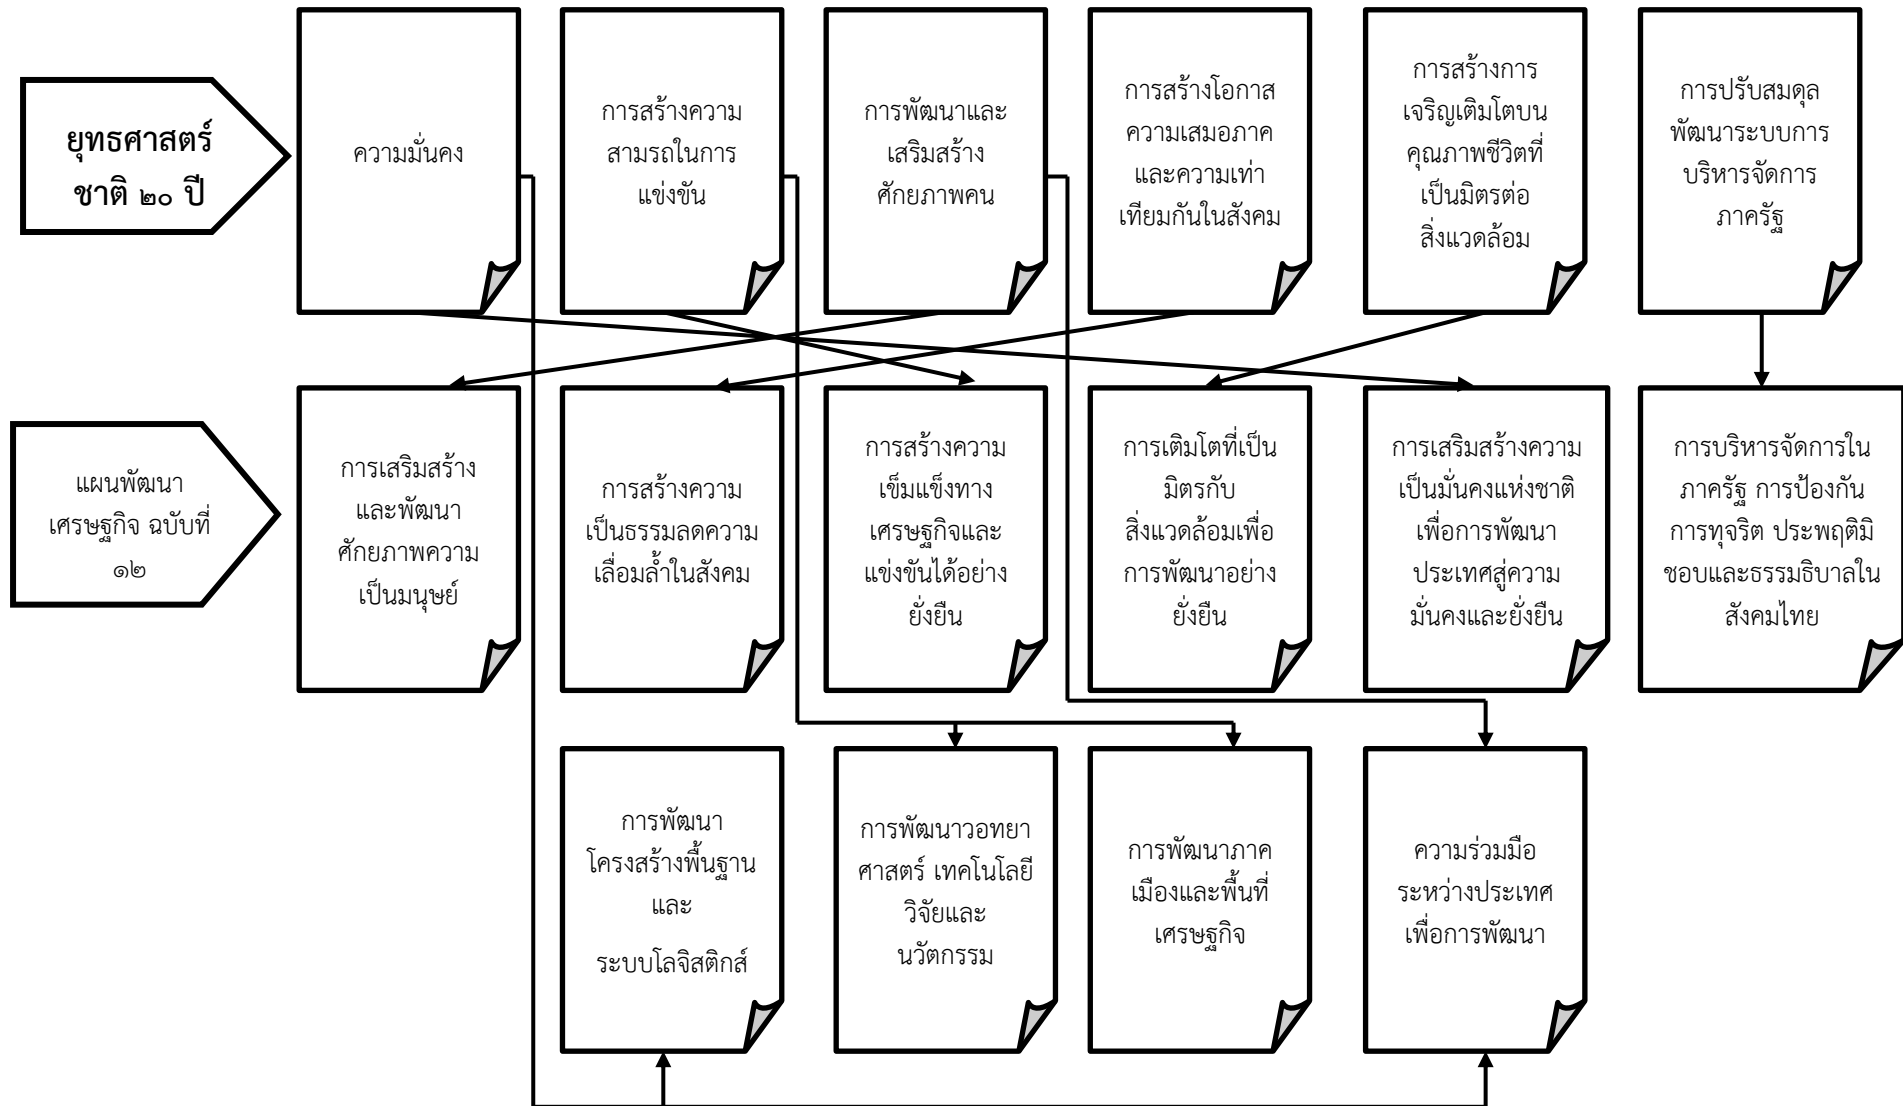 ยุทธศาสตร์
ชาติ ๒๐ ปี
ความมั่นคง
การสร้างความ
สามรถในการ
แข่งขัน
การพัฒนาและ
เสริมสร้าง
ศักยภาพคน
การสร้างโอกาส
ความเสมอภาค
และความเท่า
เทียมกันในสังคม
การสร้างการ
เจริญเติมโตบน
คุณภาพชีวิตที่
เป็นมิตรต่อ
สิ่งแวดล้อม
การปรับสมดุล
พัฒนาระบบการ
บริหารจัดการ
ภาครัฐ
แผนพัฒนา
เศรษฐกิจ ฉบับที่
๑๒
การเสริมสร้าง
และพัฒนา
ศักยภาพความ
เป็นมนุษย์
การสร้างความ
เป็นธรรมลดความ
เลื่อมล้ำในสังคม
การสร้างความ
เข็มแข็งทาง
เศรษฐกิจและ
แข่งขันได้อย่าง
ยั่งยืน
การเติมโตที่เป็น
มิตรกับ
สิ่งแวดล้อมเพื่อ
การพัฒนาอย่าง
ยั่งยืน
การเสริมสร้างความ
เป็นมั่นคงแห่งชาติ
เพื่อการพัฒนา
ประเทศสู่ความ
มั่นคงและยั่งยืน
การบริหารจัดการใน
ภาครัฐ การป้องกัน
การทุจริต ประพฤติมิ
ชอบและธรรมธิบาลใน
สังคมไทย
การพัฒนา
โครงสร้างพื้นฐาน
และ
ระบบโลจิสติกส์
การพัฒนาวอทยา
ศาสตร์ เทคโนโลยี
วิจัยและ
นวัตกรรม
การพัฒนาภาค
เมืองและพื้นที่
เศรษฐกิจ
ความร่วมมือ
ระหว่างประเทศ
เพื่อการพัฒนา